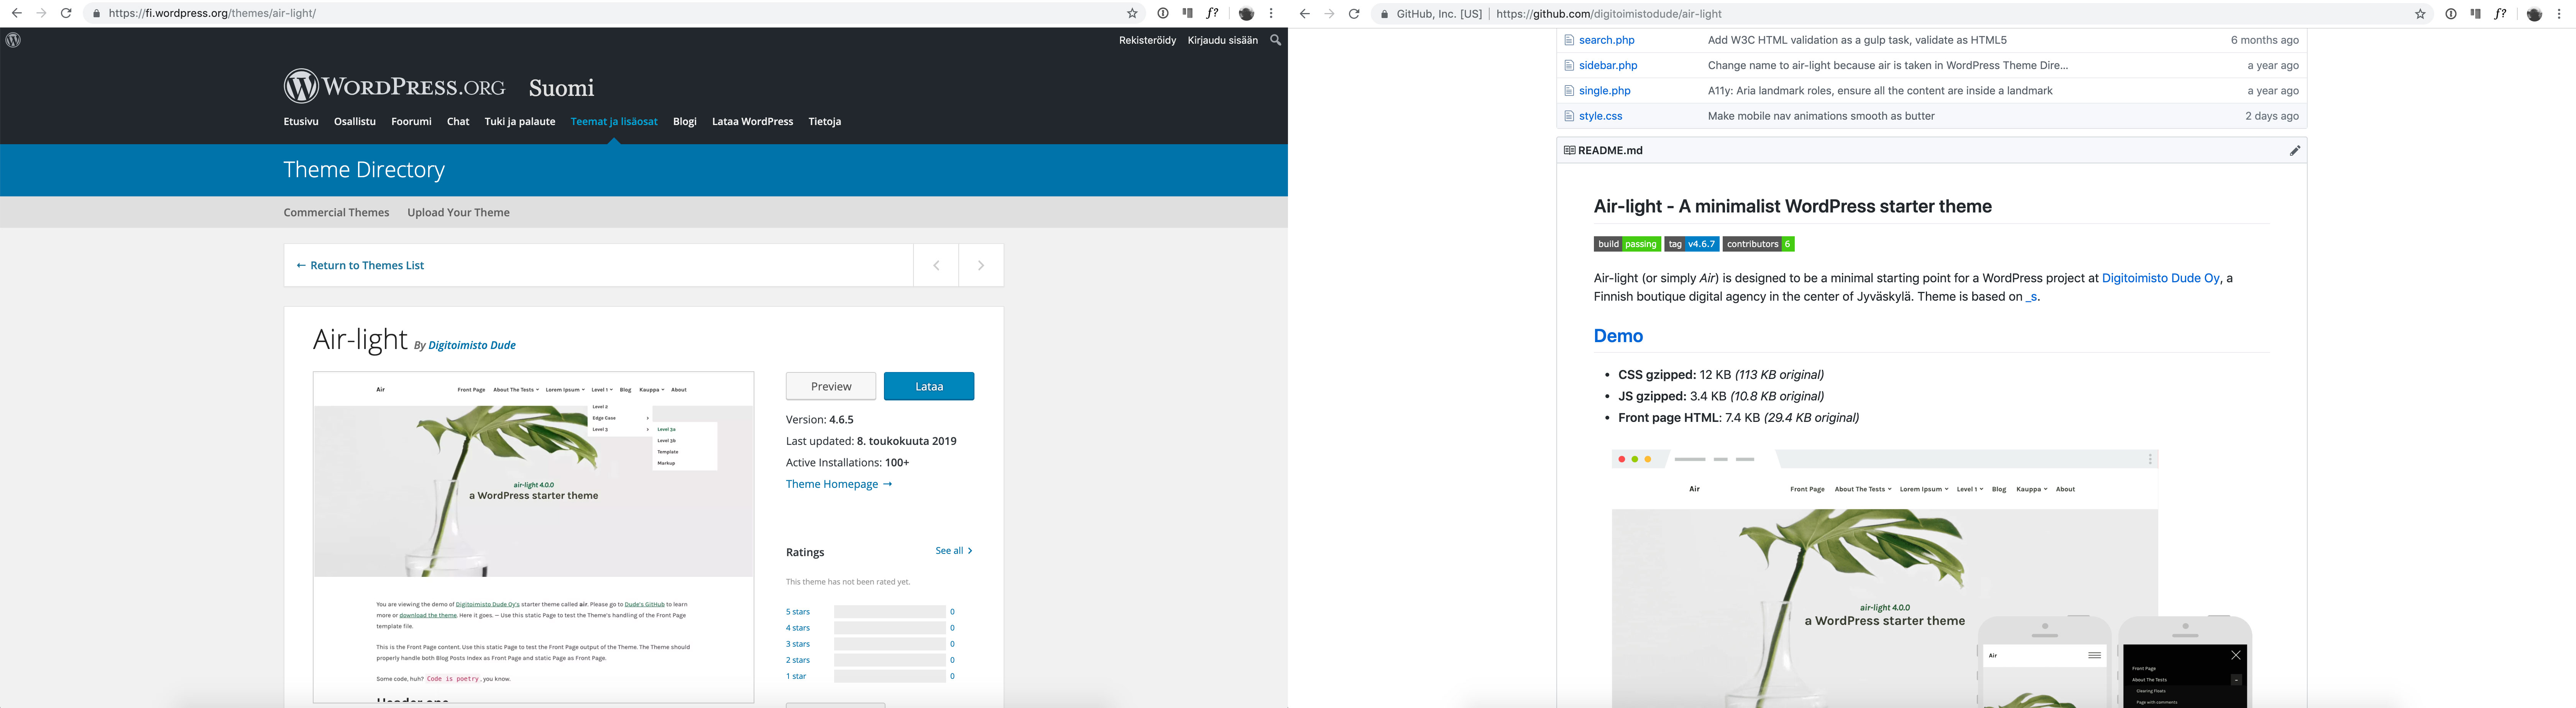 https://fi.wordpress.org/themes/air-light/
f?
Rekisteröidy Kirjaudu sisään
WORDPRESS.ORG Suomi
Etusivu Osallistu Foorumi Chat Tuki ja palaute Teemat ja lisäosat Blogi Lataa WordPress Tietoja
Theme Directory
Commercial Themes Upload Your Theme
← Return to Themes List
Air-light By Digitoimisto Dude
Air Front Page About The Tests Lorem Ipsum Level 1 Blog Kauppa About
Level 2
Edge Case
Level 3
Level 3a
Level 3b
Template
Markup
air-light 4.0.0
a WordPress starter theme
You are viewing the demo of Digitoimisto Dude Oy's starter theme called air. Please go to Dude's GitHub to learn
more or download the theme. Here it goes. — Use this static Page to test the Theme's handling of the Front Page
template file.
This is the Front Page content. Use this static Page to test the Front Page output of the Theme. The Theme should
properly handle both Blog Posts Index as Front Page and static Page as Front Page.
Some code, huh? Code is poetry, you know.
Header one
Preview Lataa
Version: 4.6.5
Last updated: 8. toukokuuta 2019
Active Installations: 100+
Theme Homepage →
Ratings See all
This theme has not been rated yet.
5 stars 0
4 stars 0
3 stars 0
2 stars 0
1 star 0
GitHub, Inc. [US] https://github.com/digitoimistodude/air-light
f?
search.php Add W3C HTML validation as a gulp task, validate as HTML5 6 months ago
sidebar.php Change name to air-light because air is taken in WordPress Theme Dire... a year ago
single.php A11y: Aria landmark roles, ensure all the content are inside a landmark a year ago
style.css Make mobile nav animations smooth as butter 2 days ago
README.md
Air-light - A minimalist WordPress starter theme
build passing tag v4.6.7 contributors 6
Air-light (or simply Air) is designed to be a minimal starting point for a WordPress project at Digitoimisto Dude Oy, a
Finnish boutique digital agency in the center of Jyväskylä. Theme is based on _s.
Demo
• CSS gzipped: 12 KB (113 KB original)
• JS gzipped: 3.4 KB (10.8 KB original)
• Front page HTML: 7.4 KB (29.4 KB original)
Air Front Page About The Tests Lorem Ipsum Level 1 Blog Kauppa About
air-light 4.0.0
a WordPress starter theme
Air
Front Page
About The Tests
Clearing Floats
Page with comments